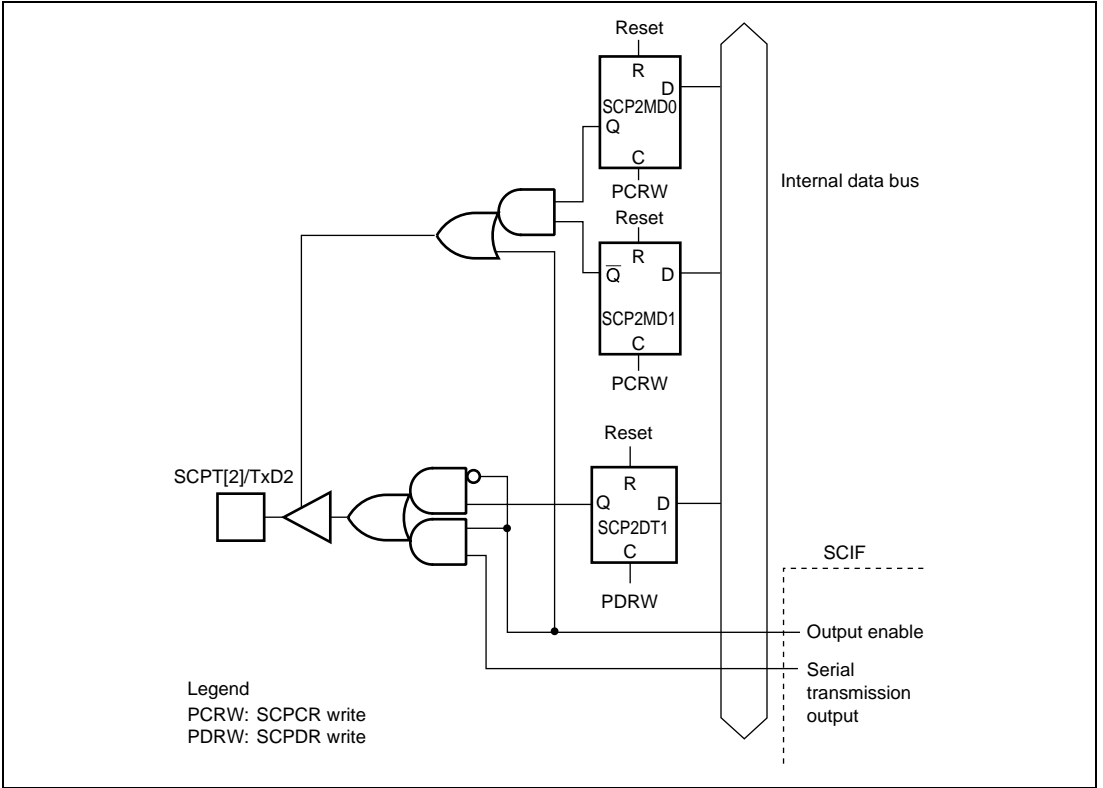 Reset
R
D
SCP2MD0
Q
C
PCRW
Internal data bus
Reset
R
Q̅
D
SCP2MD1
C
PCRW
Reset
SCPT[2]/TxD2
R
Q
D
SCP2DT1
C
SCIF
PDRW
Output enable
Serial
transmission
output
Legend
PCRW: SCPCR write
PDRW: SCPDR write